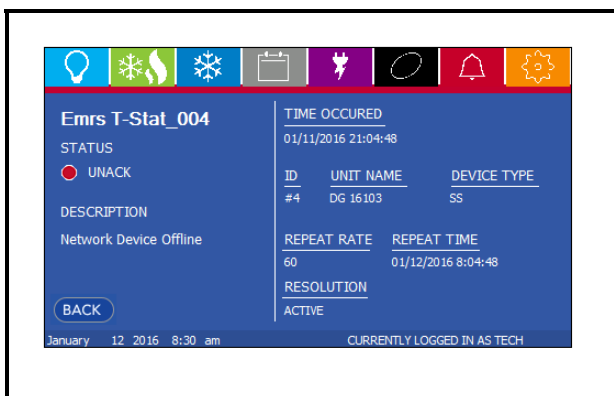 Emrs T-Stat_004
STATUS
UNACK
DESCRIPTION
Network Device Offline
BACK
TIME OCCURED
01/11/2016 21:04:48
ID UNIT NAME DEVICE TYPE
#4 DG 16103 SS
REPEAT RATE REPEAT TIME
60 01/12/2016 8:04:48
RESOLUTION
ACTIVE
January 12 2016 8:30 am CURRENTLY LOGGED IN AS TECH